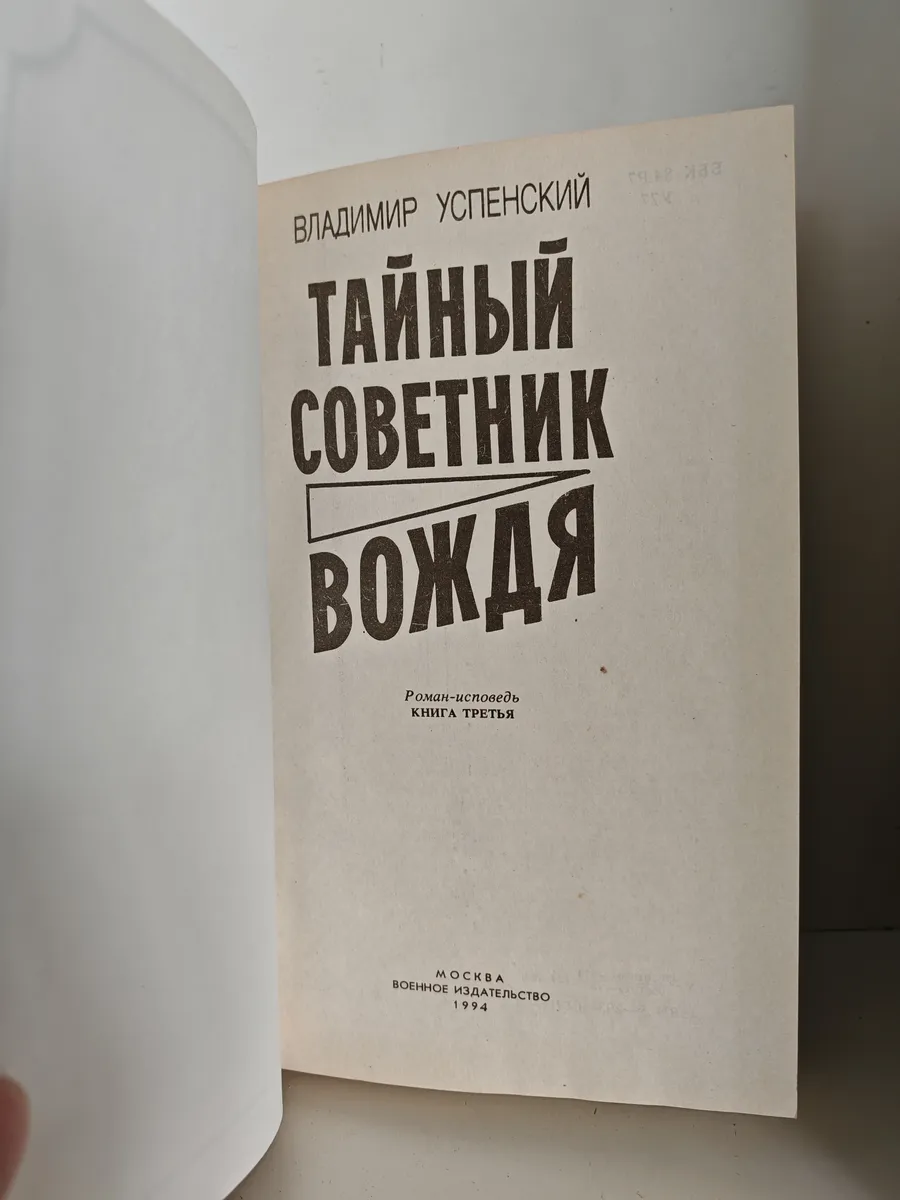 ВЛАДИМИР УСПЕНСКИЙ
ТАЙНЫЙ
СОВЕТНИК
ВОЖДЯ
Роман-исповедь
КНИГА ТРЕТЬЯ
МОСКВА
ВОЕННОЕ ИЗДАТЕЛЬСТВО
1994